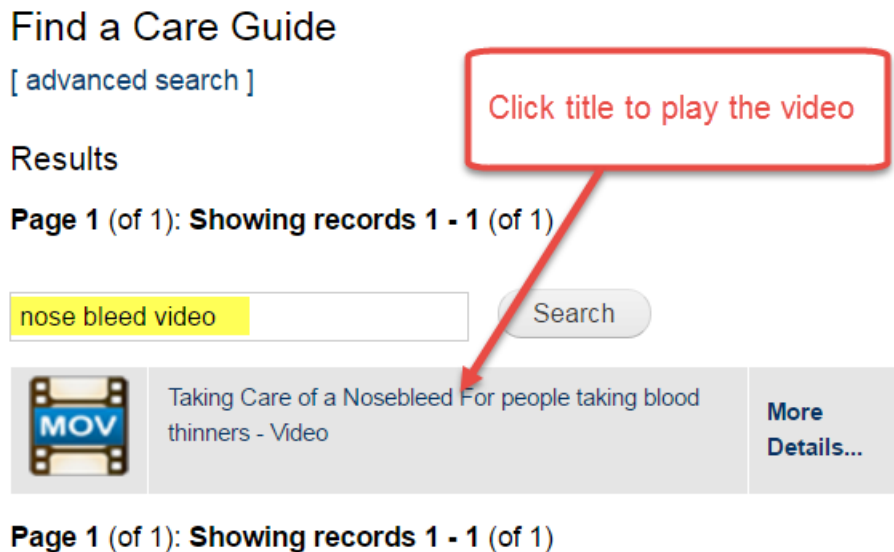 Find a Care Guide
[ advanced search ]
Click title to play the video
Results
Page 1 (of 1): Showing records 1 - 1 (of 1)
nose bleed video
Search
MOV
Taking Care of a Nosebleed For people taking blood
thinners - Video
More
Details...
Page 1 (of 1): Showing records 1 - 1 (of 1)